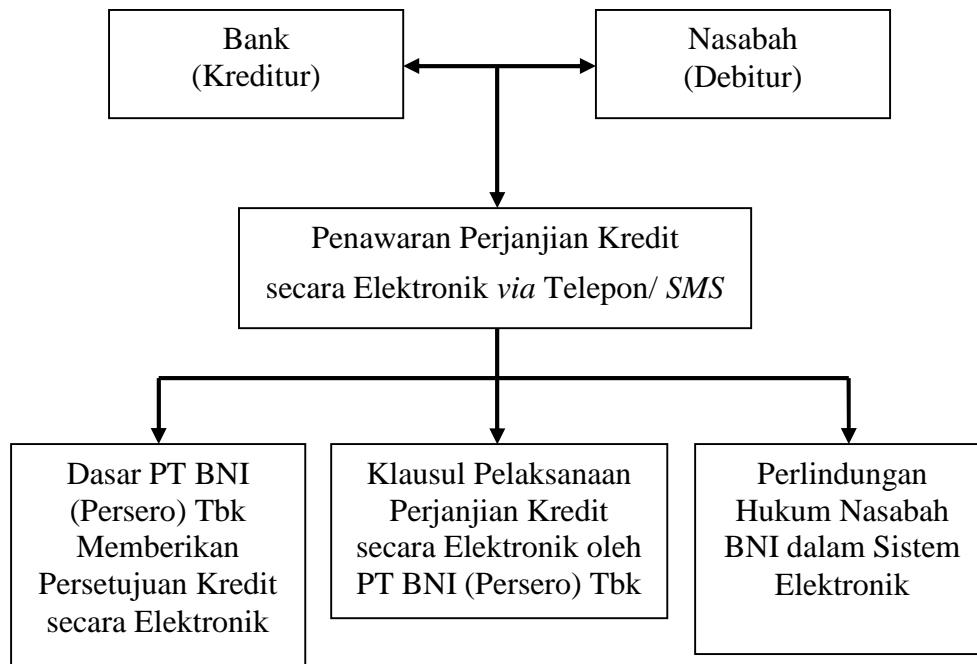 Bank
(Kreditur)
Nasabah
(Debitur)
Penawaran Perjanjian Kredit
secara Elektronik via Telepon/ SMS
Dasar PT BNI
(Persero) Tbk
Memberikan
Persetujuan Kredit
secara Elektronik
Klausul Pelaksanaan
Perjanjian Kredit
secara Elektronik oleh
PT BNI (Persero) Tbk
Perlindungan
Hukum Nasabah
BNI dalam Sistem
Elektronik